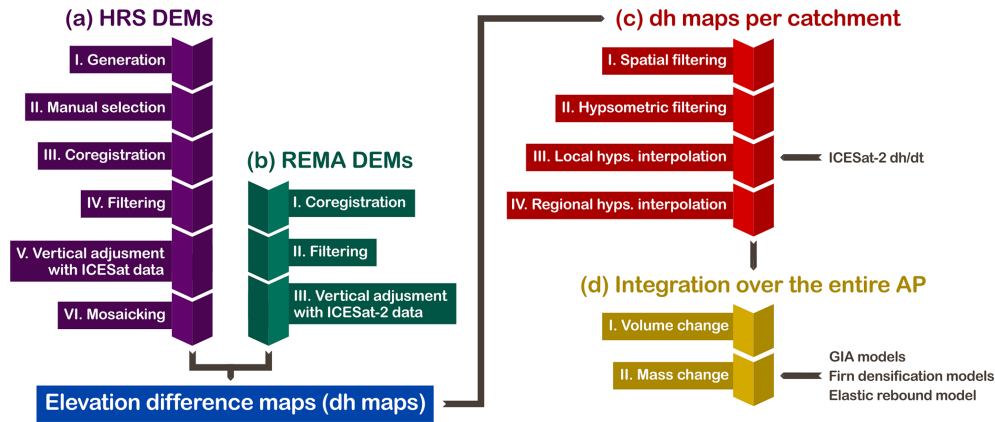 (a) HRS DEMs
I. Generation
II. Manual selection
III. Coregistration
IV. Filtering
V. Vertical adjusment
with ICESat data
VI. Mosaicking
(b) REMA DEMs
I. Coregistration
II. Filtering
III. Vertical adjusment
with ICESat-2 data
Elevation difference maps (dh maps)
(c) dh maps per catchment
I. Spatial filtering
II. Hypsometric filtering
III. Local hyps. interpolation
ICESat-2 dh/dt
IV. Regional hyps. interpolation
(d) Integration over the entire AP
I. Volume change
II. Mass change
GIA models
Firn densification models
Elastic rebound model